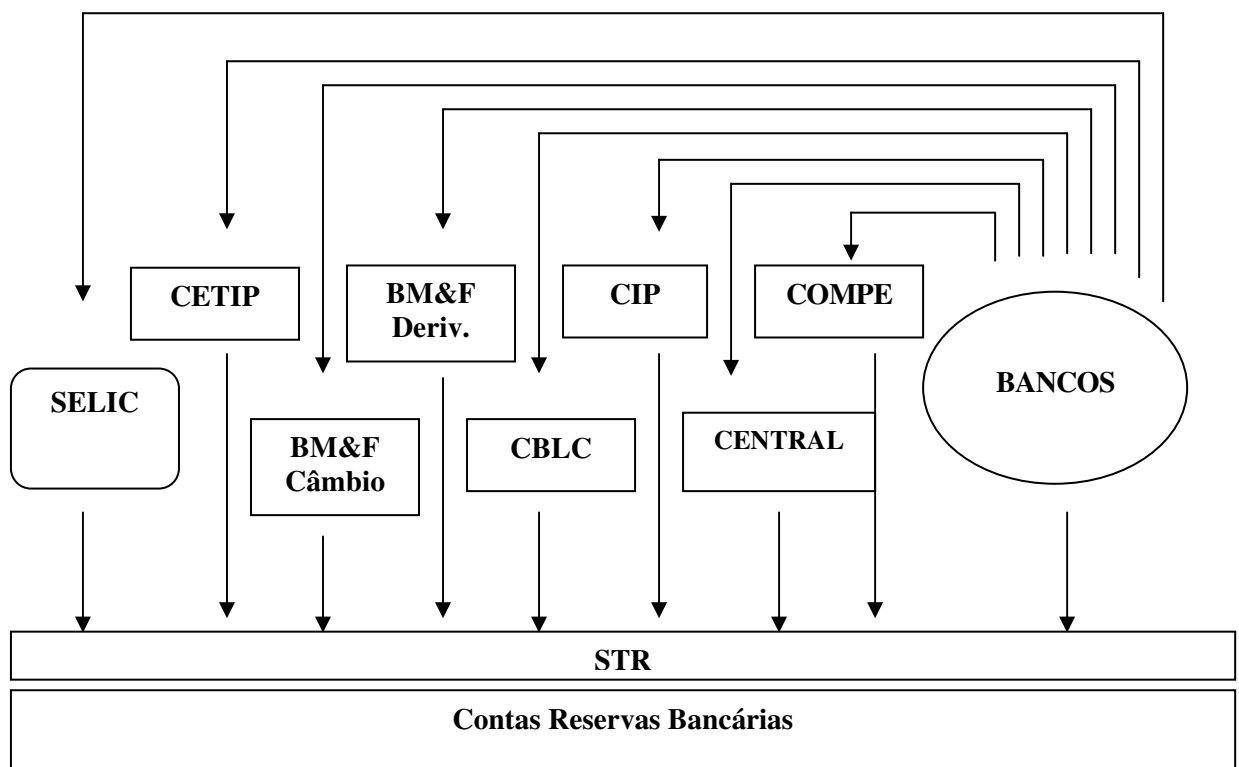 CETIP
BM&F
Deriv.
CIP
COMPE
SELIC
BM&F
Câmbio
CBLC
CENTRAL
BANCOS
STR
Contas Reservas Bancárias